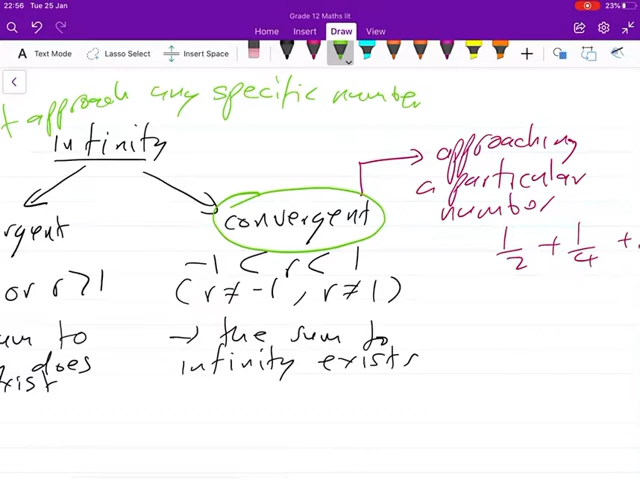 22:56 Tue 25 Jan
Grade 12 Maths lit
23%
Home Insert Draw View
Text Mode Lasso Select Insert Space
t approach any specific number
Infinity
approaching
a particular
number
rgent
convergent
1/2 + 1/4 +
-1 < r < 1
or r > 1
(r ≠ -1, r ≠ 1)
um to
→ the sum to
does
infinity exists
xist